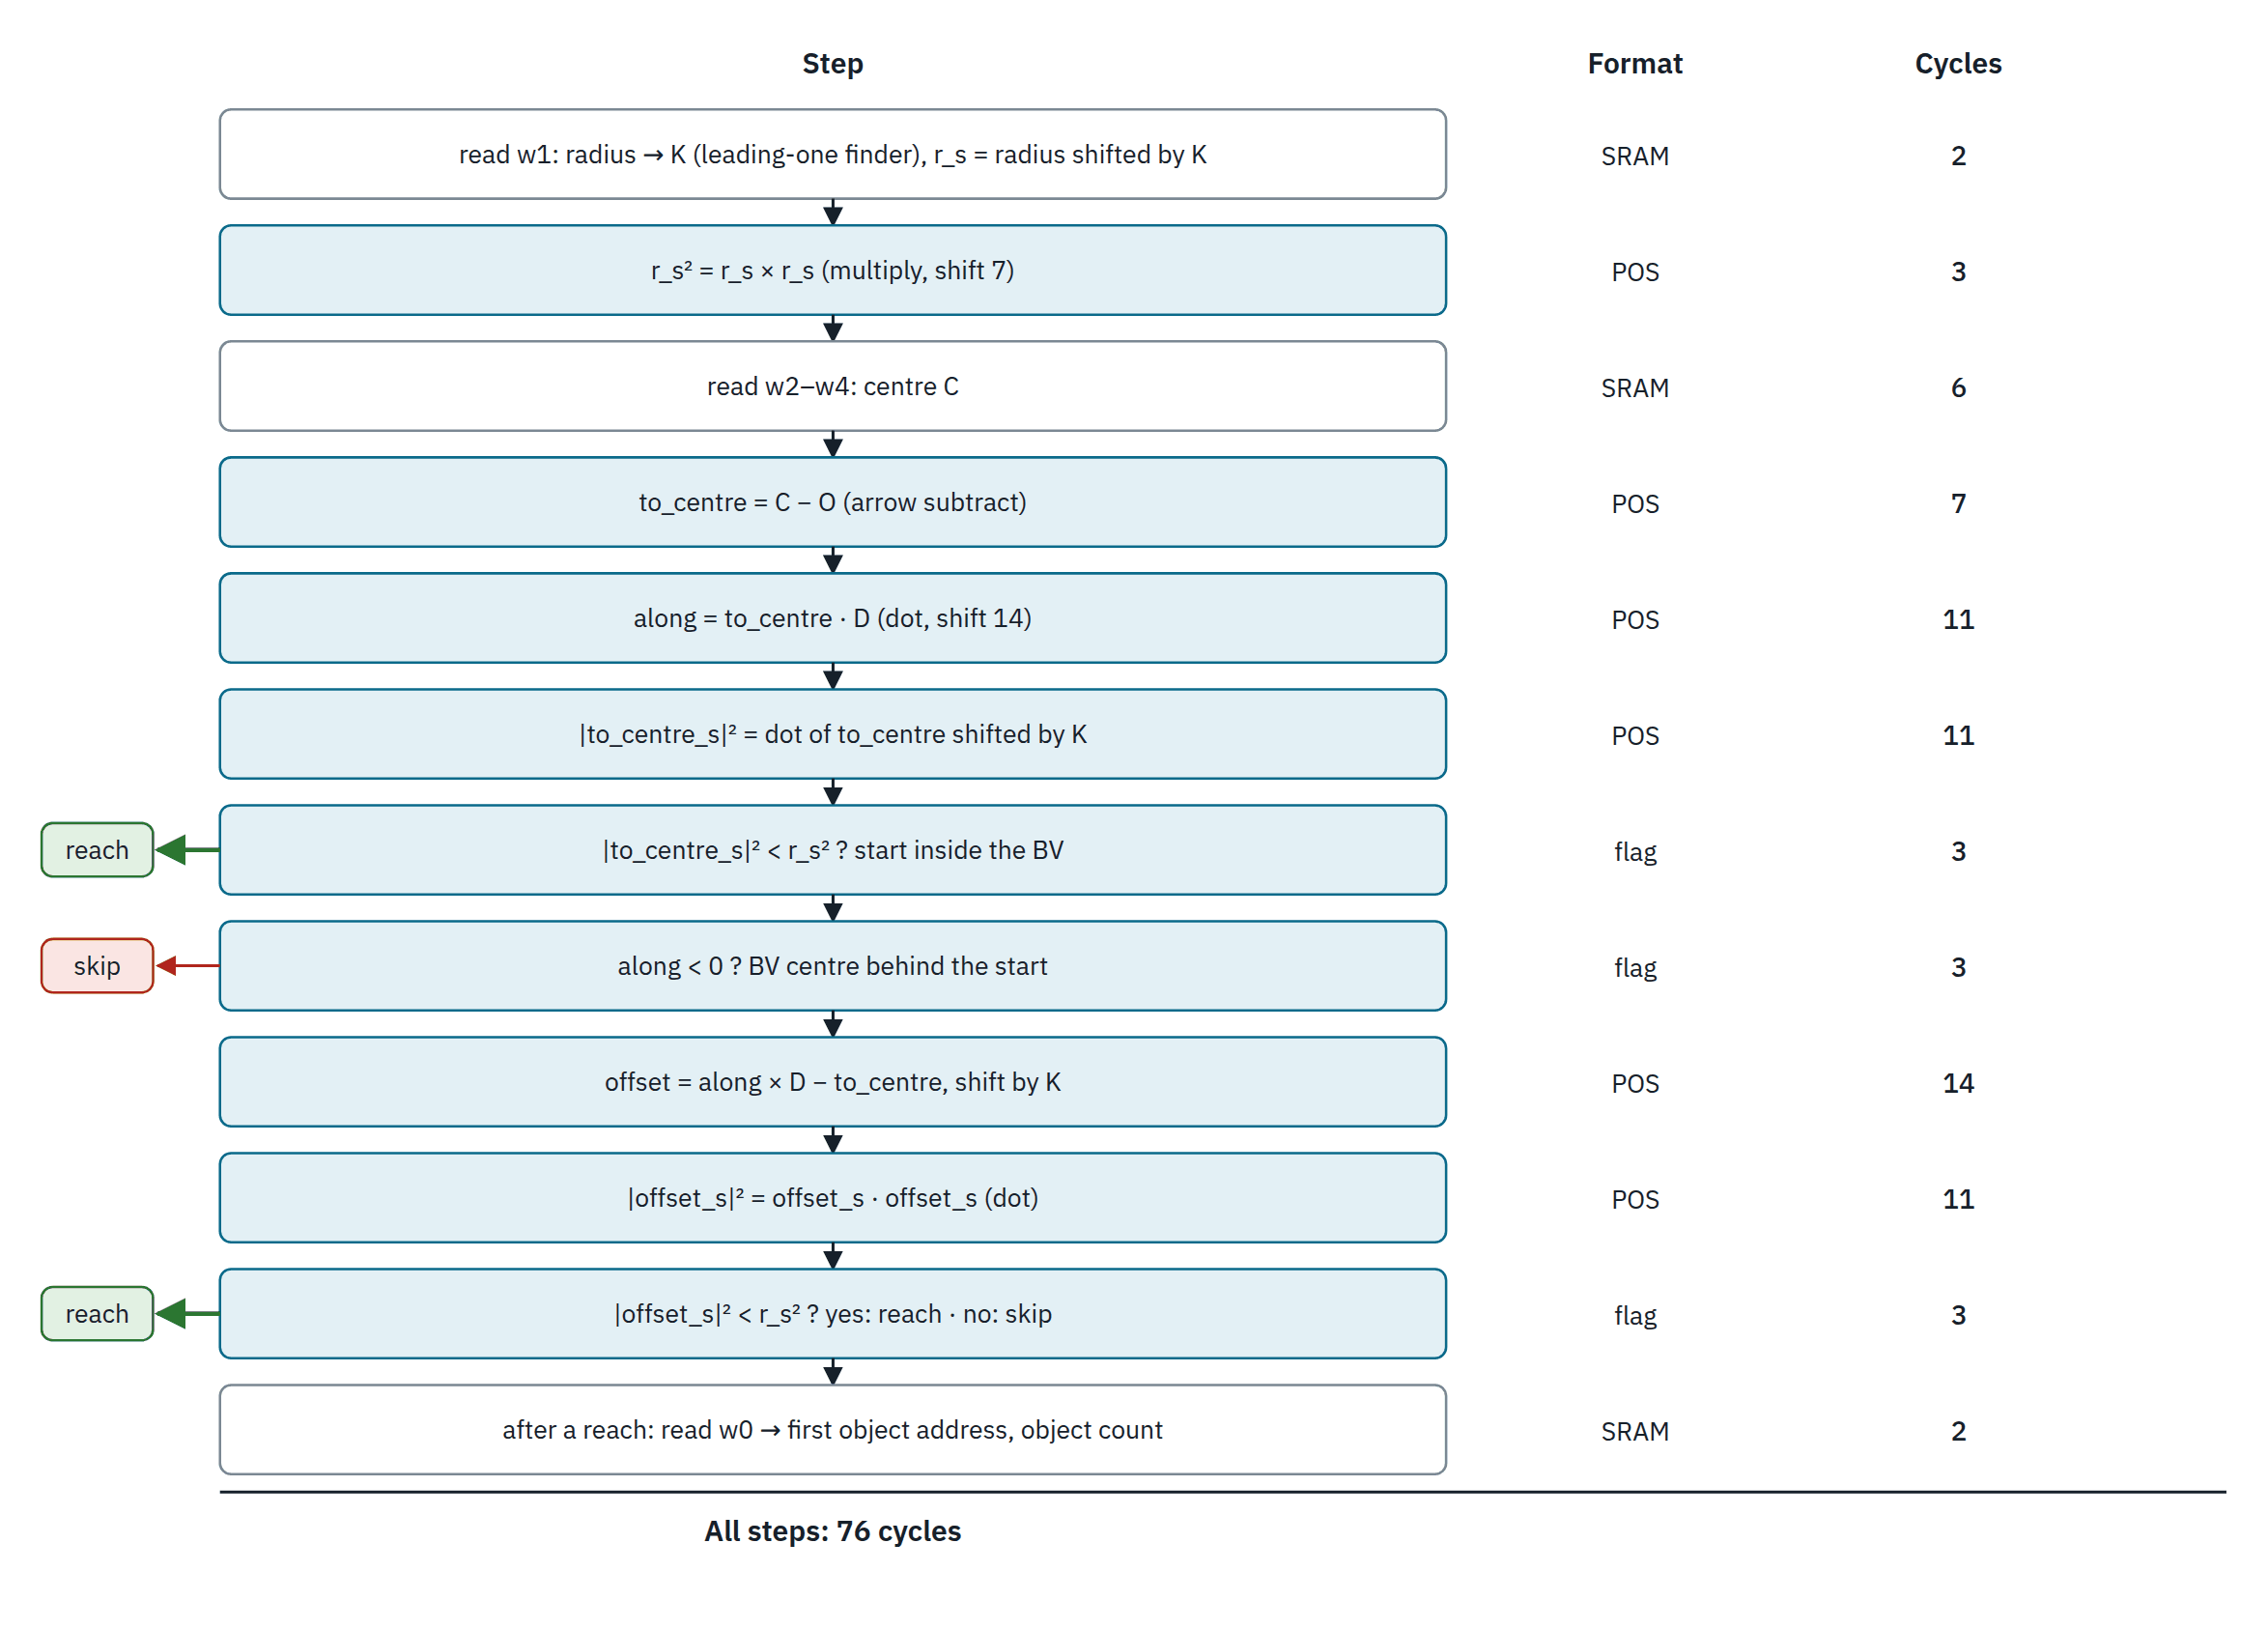 Step Format Cycles
read w1: radius → K (leading-one finder), r_s = radius shifted by K SRAM 2
r_s² = r_s × r_s (multiply, shift 7) POS 3
read w2–w4: centre C SRAM 6
to_centre = C − O (arrow subtract) POS 7
along = to_centre · D (dot, shift 14) POS 11
|to_centre_s|² = dot of to_centre shifted by K POS 11
reach |to_centre_s|² < r_s² ? start inside the BV flag 3
skip along < 0 ? BV centre behind the start flag 3
offset = along × D − to_centre, shift by K POS 14
|offset_s|² = offset_s · offset_s (dot) POS 11
reach |offset_s|² < r_s² ? yes: reach · no: skip flag 3
after a reach: read w0 → first object address, object count SRAM 2
All steps: 76 cycles